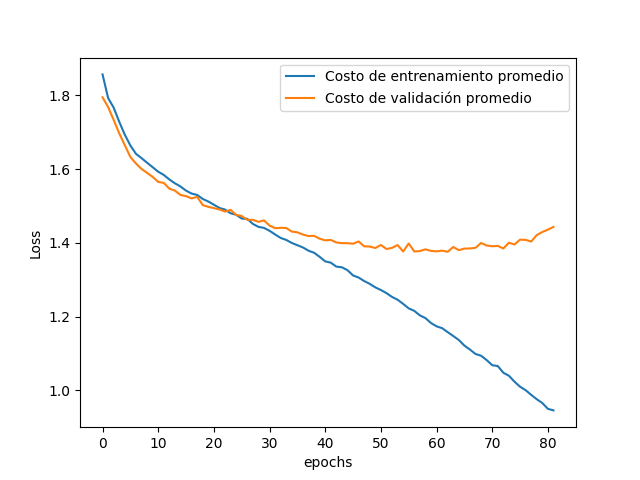 Costo de entrenamiento promedio
Costo de validación promedio
1.8
1.6
1.4
1.2
1.0
Loss
0 10 20 30 40 50 60 70 80
epochs